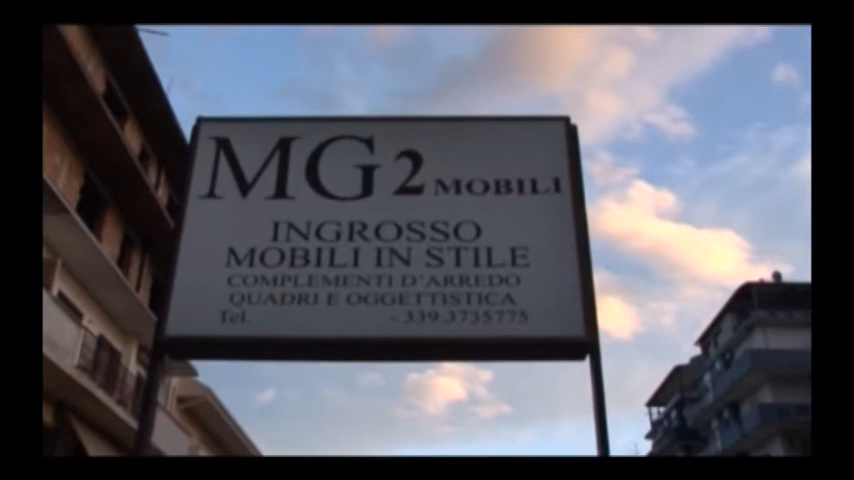 MG2 MOBILI
INGROSSO
MOBILI IN STILE
COMPLEMENTI D'ARREDO
QUADRI E OGGETTISTICA
Tel. - 339.3735775